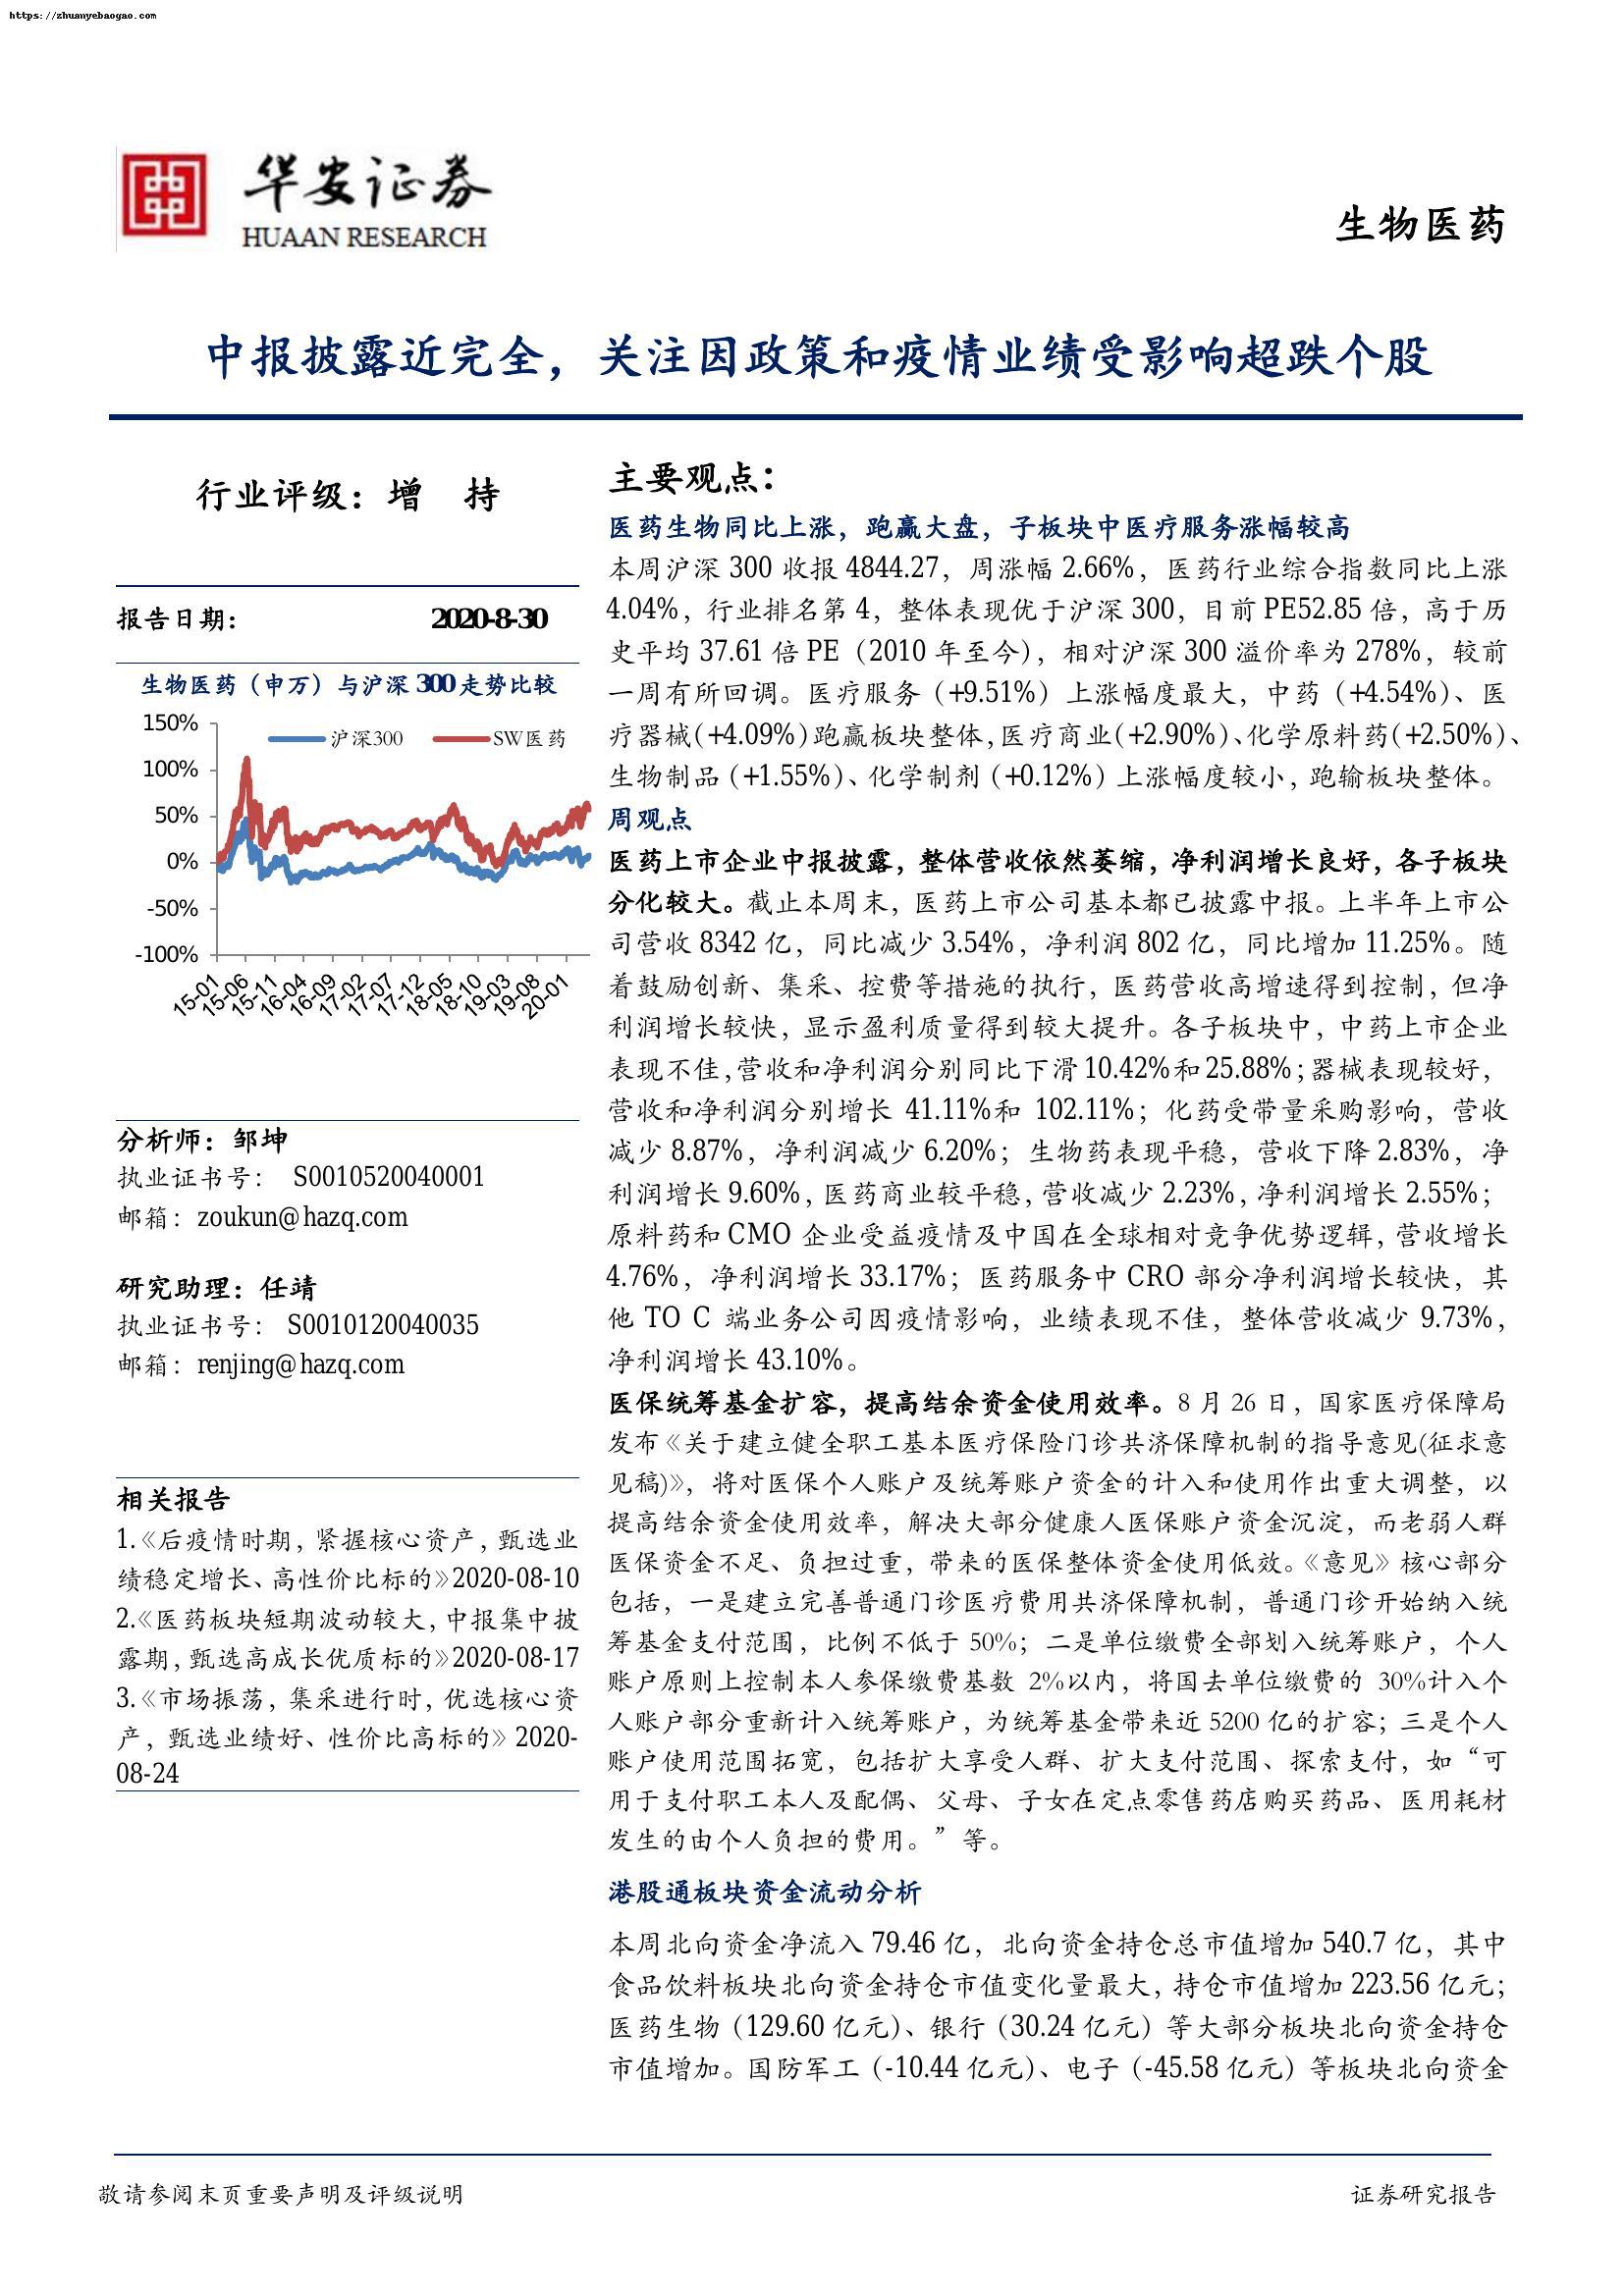 https://zhuanyebaogao.com
华安证券
HUAAN RESEARCH
生物医药
中报披露近完全，关注因政策和疫情业绩受影响超跌个股
行业评级：增 持
报告日期： 2020-8-30
生物医药（申万）与沪深300走势比较
150%
100%
50%
0%
-50%
-100%
沪深300 SW医药
15-01 15-06 15-11 16-04 16-09 17-02 17-07 17-12 18-05 18-10 19-03 19-08 20-01
分析师：邹坤
执业证书号： S0010520040001
邮箱：zoukun@hazq.com
研究助理：任靖
执业证书号： S0010120040035
邮箱：renjing@hazq.com
相关报告
1.《后疫情时期，紧握核心资产，甄选业
绩稳定增长、高性价比标的》2020-08-10
2.《医药板块短期波动较大，中报集中披
露期，甄选高成长优质标的》2020-08-17
3.《市场振荡，集采进行时，优选核心资
产，甄选业绩好、性价比高标的》2020-
08-24
主要观点：
医药生物同比上涨，跑赢大盘，子板块中医疗服务涨幅较高
本周沪深 300 收报 4844.27，周涨幅 2.66%，医药行业综合指数同比上涨
4.04%，行业排名第 4，整体表现优于沪深 300，目前 PE52.85 倍，高于历
史平均 37.61 倍 PE（2010 年至今），相对沪深 300 溢价率为 278%，较前
一周有所回调。医疗服务（+9.51%）上涨幅度最大，中药（+4.54%）、医
疗器械(+4.09%)跑赢板块整体，医疗商业(+2.90%)、化学原料药(+2.50%)、
生物制品（+1.55%）、化学制剂（+0.12%）上涨幅度较小，跑输板块整体。
周观点
医药上市企业中报披露，整体营收依然萎缩，净利润增长良好，各子板块
分化较大。截止本周末，医药上市公司基本都已披露中报。上半年上市公
司营收 8342 亿，同比减少 3.54%，净利润 802 亿，同比增加 11.25%。随
着鼓励创新、集采、控费等措施的执行，医药营收高增速得到控制，但净
利润增长较快，显示盈利质量得到较大提升。各子板块中，中药上市企业
表现不佳，营收和净利润分别同比下滑 10.42%和 25.88%；器械表现较好，
营收和净利润分别增长 41.11%和 102.11%；化药受带量采购影响，营收
减少 8.87%，净利润减少 6.20%；生物药表现平稳，营收下降 2.83%，净
利润增长 9.60%，医药商业较平稳，营收减少 2.23%，净利润增长 2.55%；
原料药和 CMO 企业受益疫情及中国在全球相对竞争优势逻辑，营收增长
4.76%，净利润增长 33.17%；医药服务中 CRO 部分净利润增长较快，其
他 TO C 端业务公司因疫情影响，业绩表现不佳，整体营收减少 9.73%，
净利润增长 43.10%。
医保统筹基金扩容，提高结余资金使用效率。8 月 26 日，国家医疗保障局
发布《关于建立健全职工基本医疗保险门诊共济保障机制的指导意见(征求意
见稿)》，将对医保个人账户及统筹账户资金的计入和使用作出重大调整，以
提高结余资金使用效率，解决大部分健康人医保账户资金沉淀，而老弱人群
医保资金不足、负担过重，带来的医保整体资金使用低效。《意见》核心部分
包括，一是建立完善普通门诊医疗费用共济保障机制，普通门诊开始纳入统
筹基金支付范围，比例不低于 50%；二是单位缴费全部划入统筹账户，个人
账户原则上控制本人参保缴费基数 2%以内，将国去单位缴费的 30%计入个
人账户部分重新计入统筹账户，为统筹基金带来近 5200 亿的扩容；三是个人
账户使用范围拓宽，包括扩大享受人群、扩大支付范围、探索支付，如“可
用于支付职工本人及配偶、父母、子女在定点零售药店购买药品、医用耗材
发生的由个人负担的费用。”等。
港股通板块资金流动分析
本周北向资金净流入 79.46 亿，北向资金持仓总市值增加 540.7 亿，其中
食品饮料板块北向资金持仓市值变化量最大，持仓市值增加 223.56 亿元；
医药生物（129.60 亿元）、银行（30.24 亿元）等大部分板块北向资金持仓
市值增加。国防军工（-10.44 亿元）、电子（-45.58 亿元）等板块北向资金
敬请参阅末页重要声明及评级说明 证券研究报告